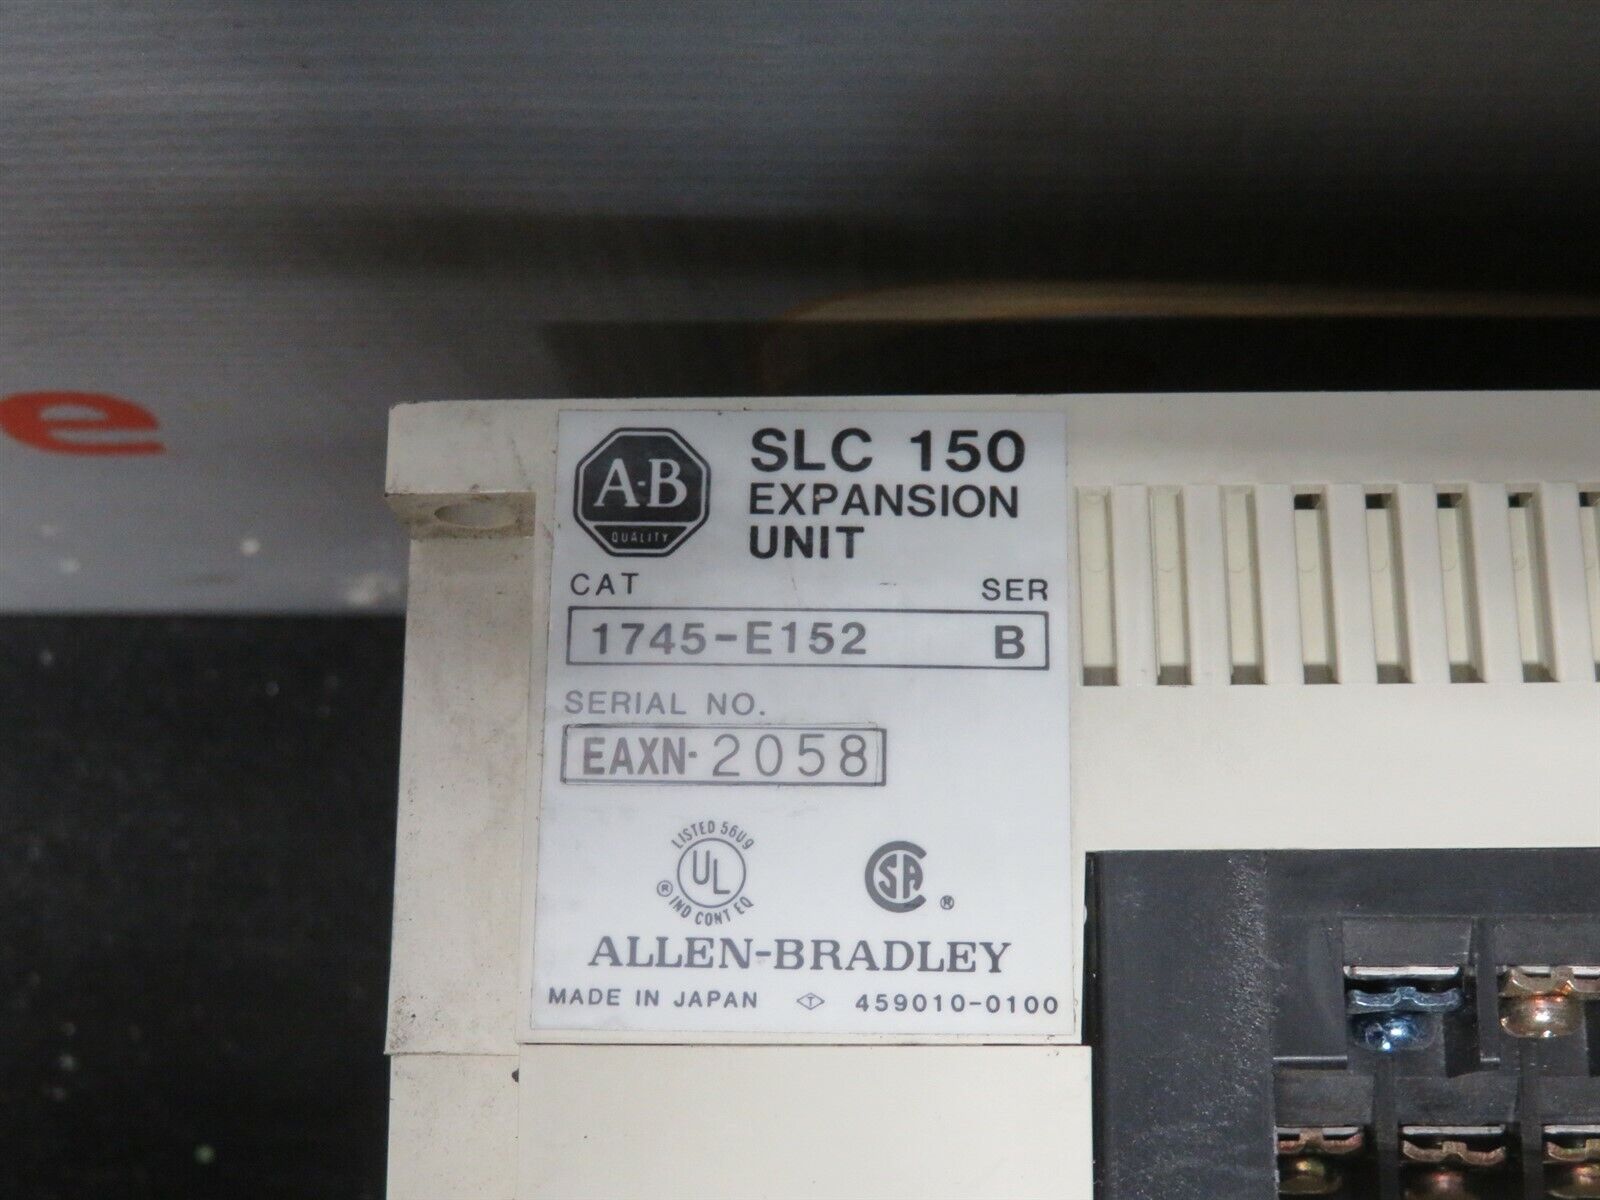 e
A-B
QUALITY
SLC 150
EXPANSION
UNIT
CAT SER
1745-E152 B
SERIAL NO.
EAXN-2058
LISTED 56U9
UL
®
IND CONT EQ
CSA ®
ALLEN-BRADLEY
MADE IN JAPAN T 459010-0100